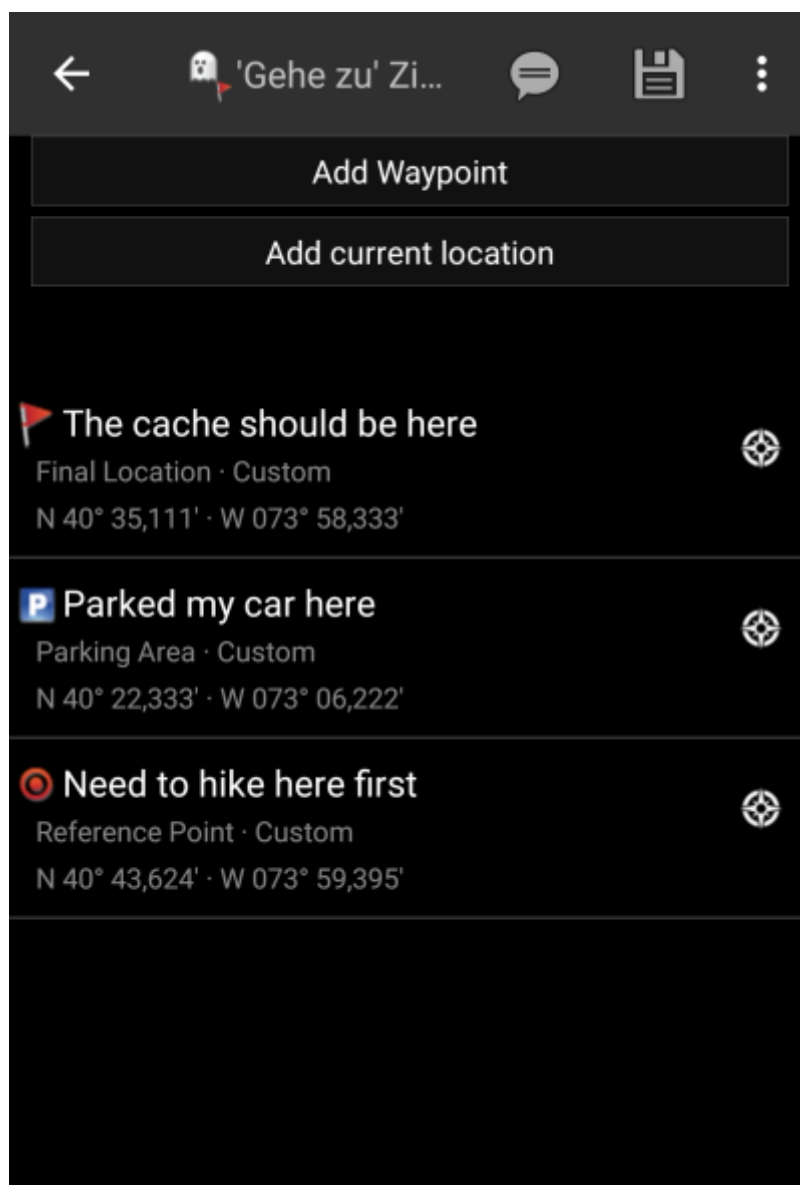 'Gehe zu' Zi...
Add Waypoint
Add current location
The cache should be here
Final Location · Custom
N 40° 35,111' · W 073° 58,333'
P Parked my car here
Parking Area · Custom
N 40° 22,333' · W 073° 06,222'
Need to hike here first
Reference Point · Custom
N 40° 43,624' · W 073° 59,395'